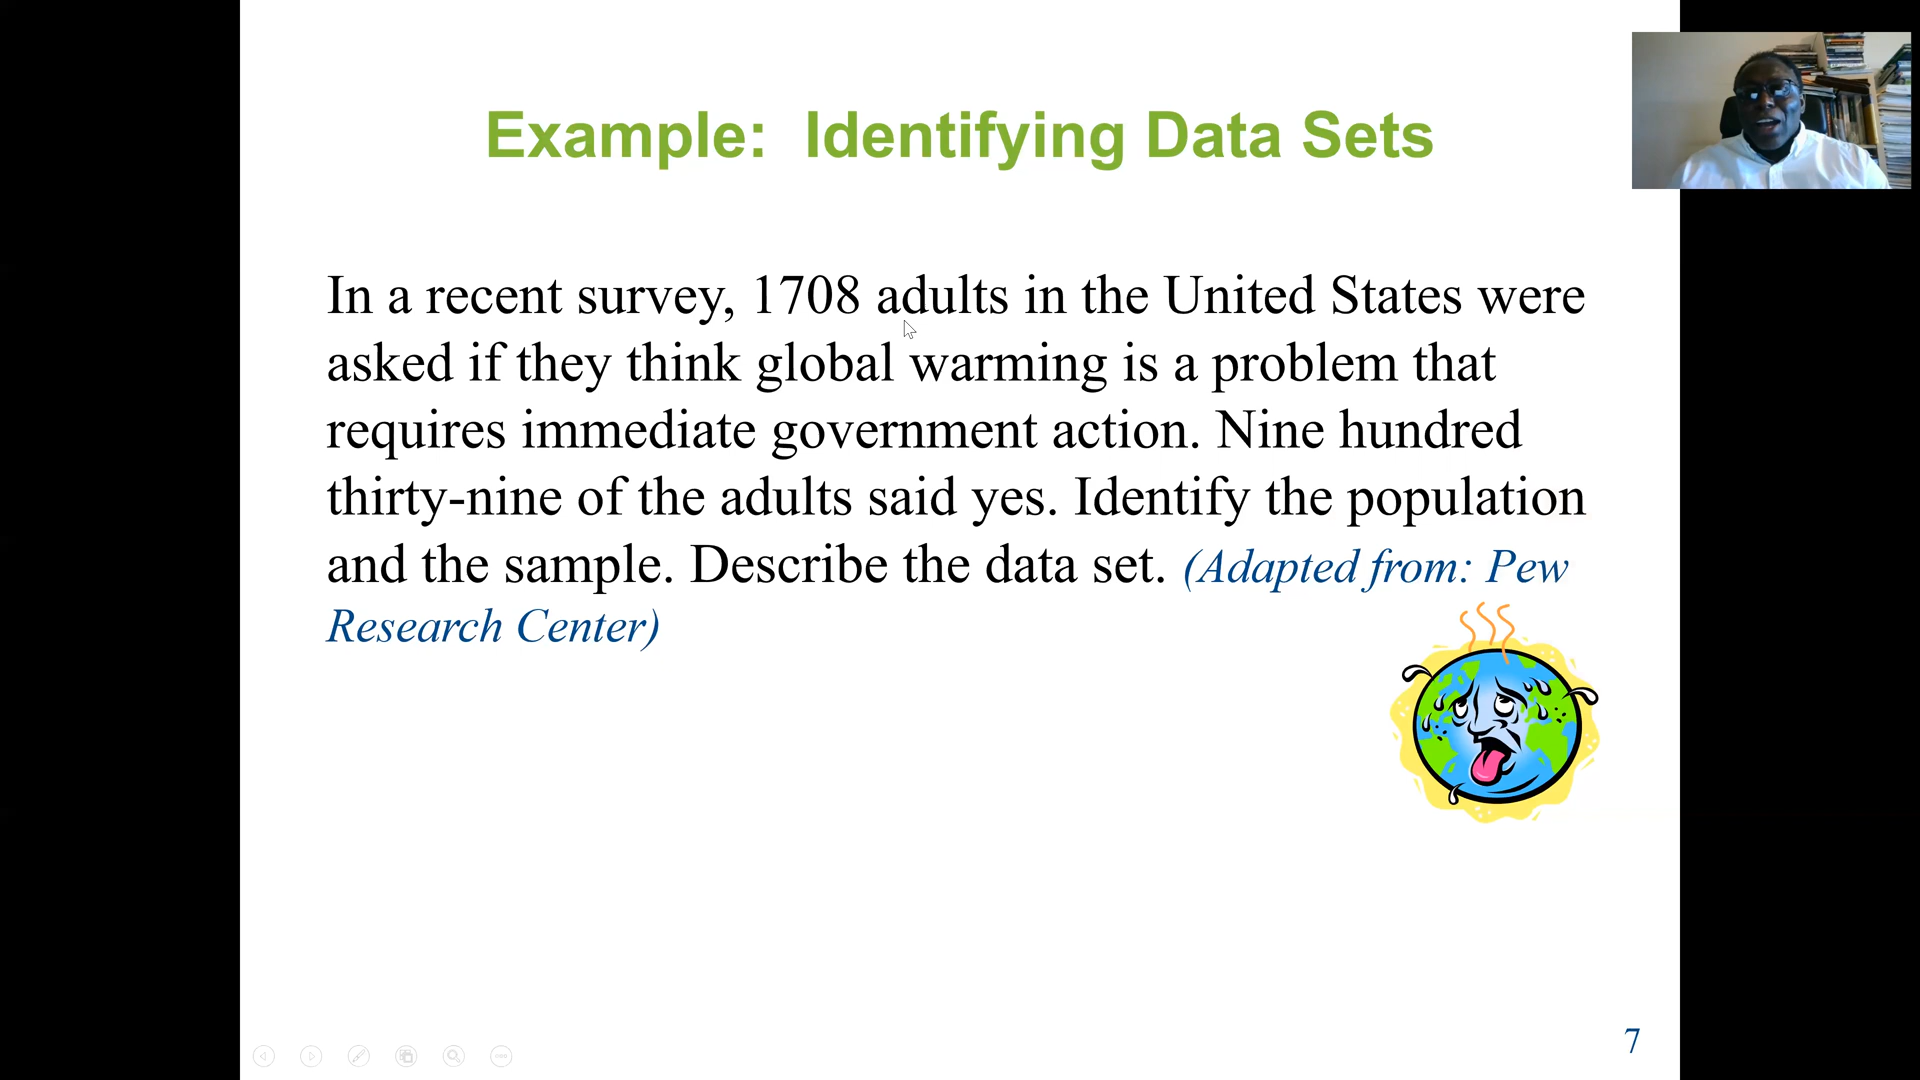 Example: Identifying Data Sets
In a recent survey, 1708 adults in the United States were
asked if they think global warming is a problem that
requires immediate government action. Nine hundred
thirty-nine of the adults said yes. Identify the population
and the sample. Describe the data set. (Adapted from: Pew
Research Center)
7